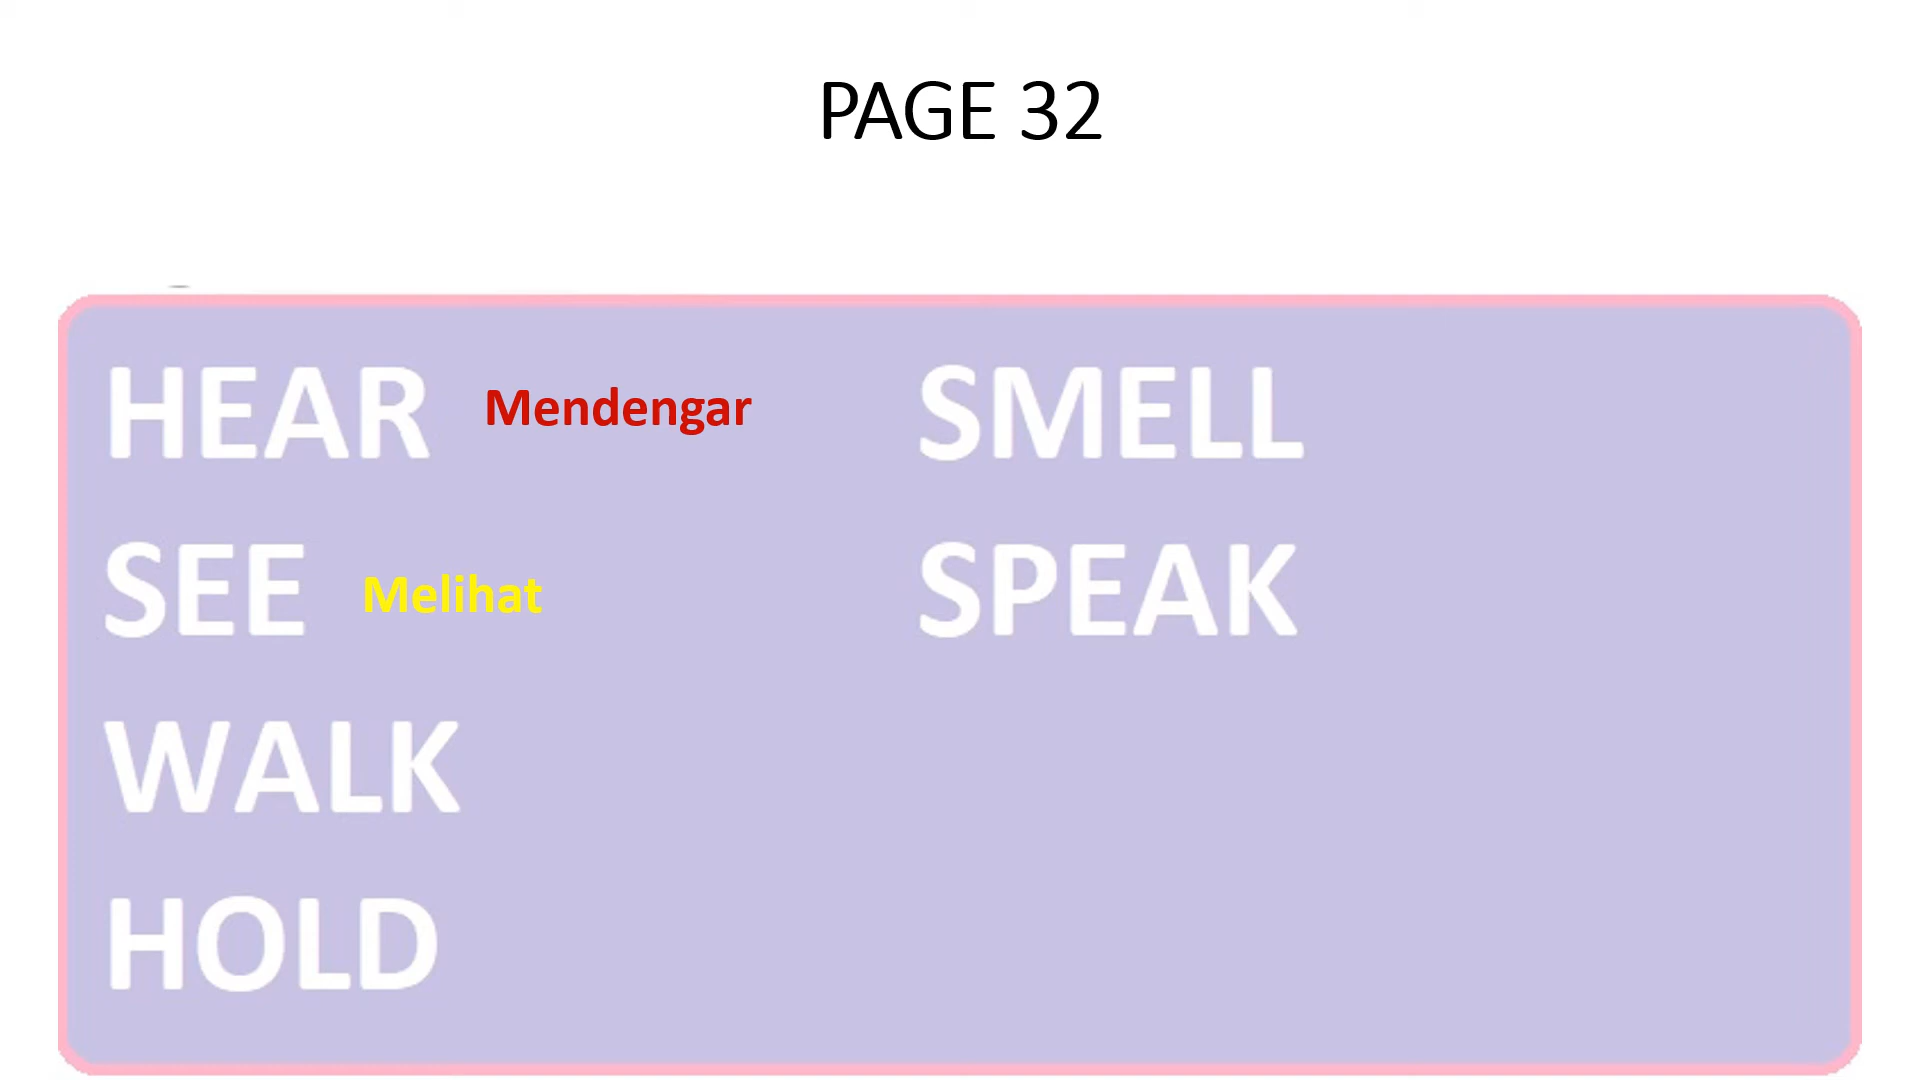 PAGE 32
HEAR Mendengar
SEE Melihat
WALK
HOLD
SMELL
SPEAK